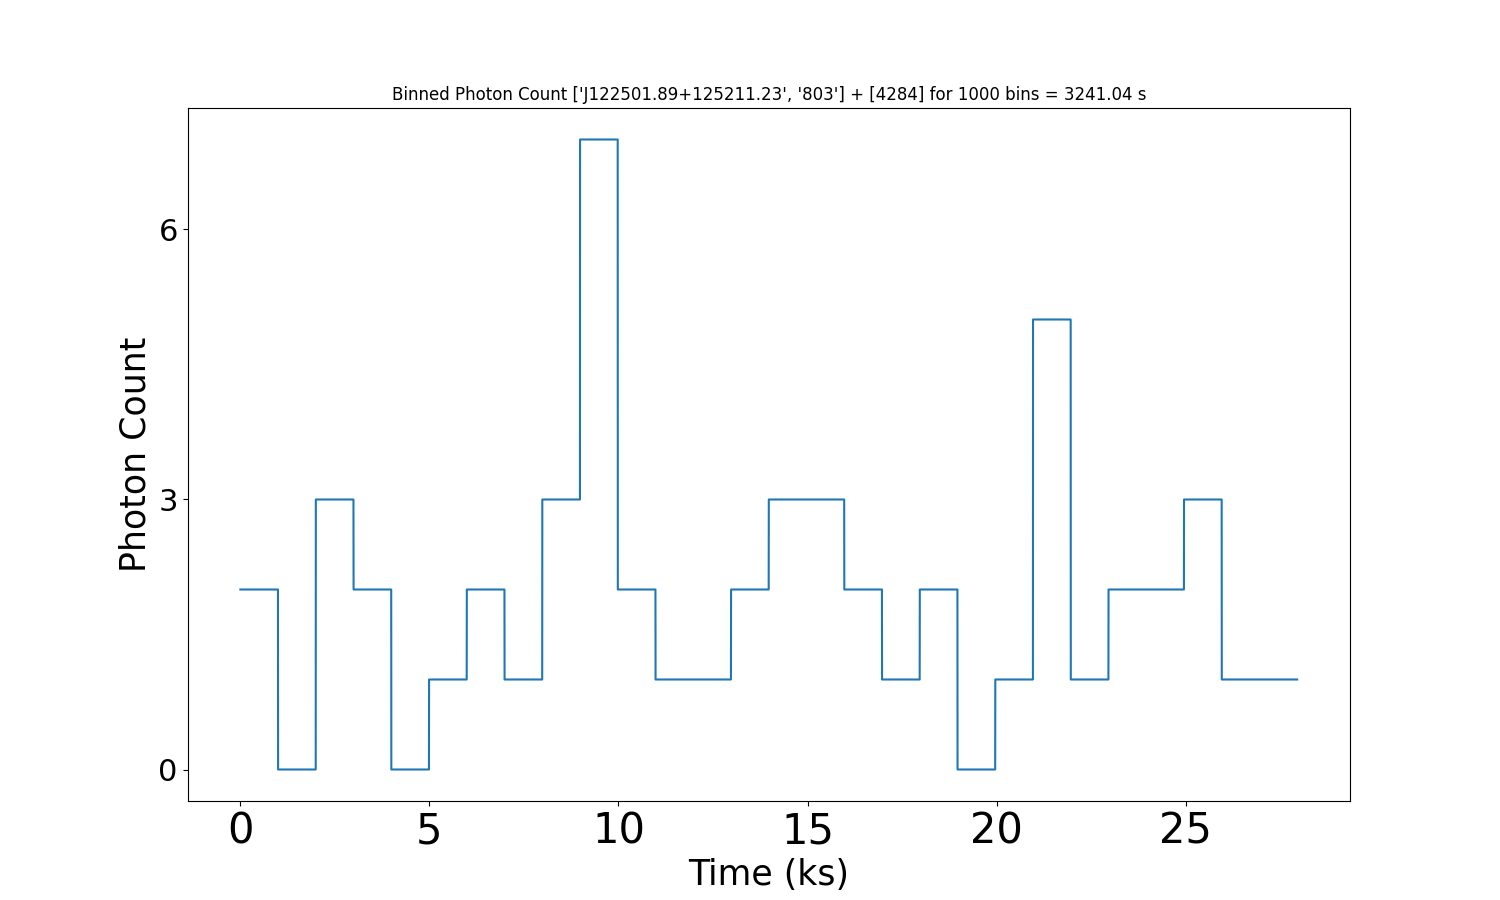 Binned Photon Count ['J122501.89+125211.23', '803'] + [4284] for 1000 bins = 3241.04 s
Photon Count
6
3
0
0 5 10 15 20 25
Time (ks)